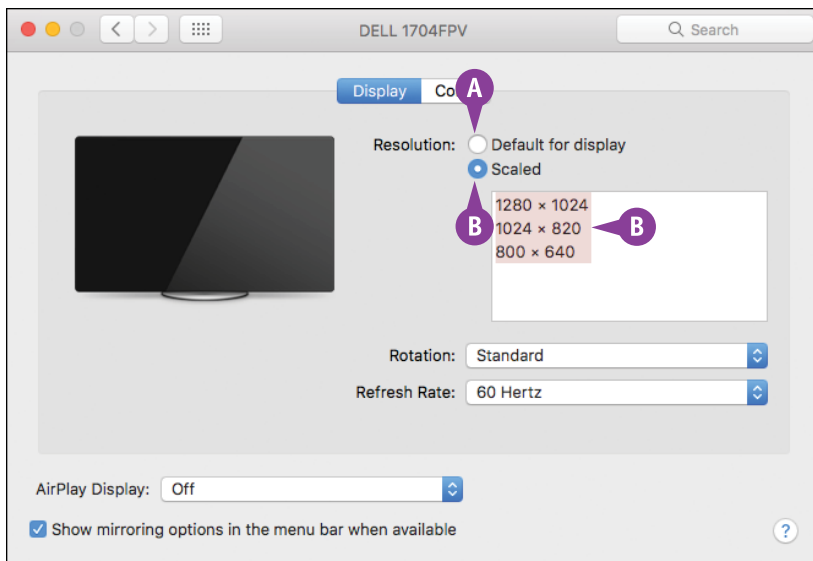 DELL 1704FPV
Search
Display Co
A
Resolution: Default for display
Scaled
B
1280 × 1024
1024 × 820 B
800 × 640
Rotation: Standard
Refresh Rate: 60 Hertz
AirPlay Display: Off
Show mirroring options in the menu bar when available
?